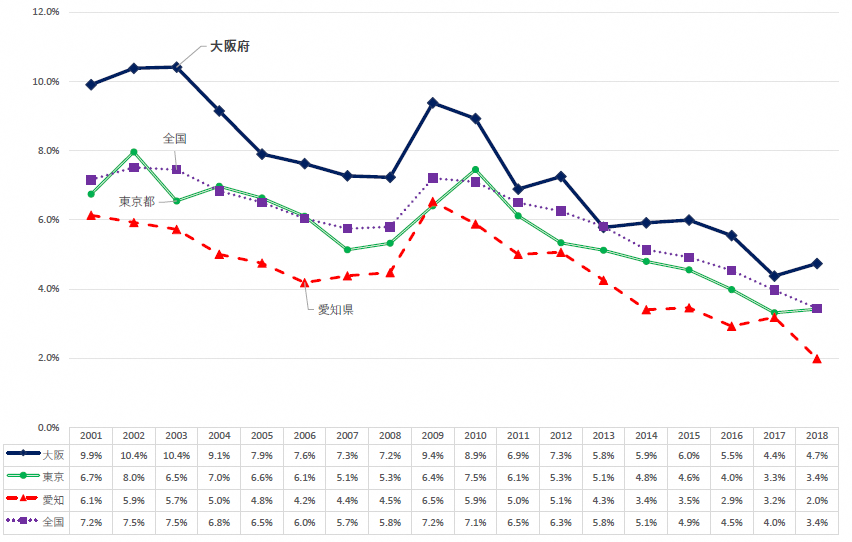 12.0%
大阪府
10.0%
全国
8.0%
東京都
6.0%
4.0%
愛知県
2.0%
0.0%
2001 2002 2003 2004 2005 2006 2007 2008 2009 2010 2011 2012 2013 2014 2015 2016 2017 2018
大阪 9.9% 10.4% 10.4% 9.1% 7.9% 7.6% 7.3% 7.2% 9.4% 8.9% 6.9% 7.3% 5.8% 5.9% 6.0% 5.5% 4.4% 4.7%
東京 6.7% 8.0% 6.5% 7.0% 6.6% 6.1% 5.1% 5.3% 6.4% 7.5% 6.1% 5.3% 5.1% 4.8% 4.6% 4.0% 3.3% 3.4%
愛知 6.1% 5.9% 5.7% 5.0% 4.8% 4.2% 4.4% 4.5% 6.5% 5.9% 5.0% 5.1% 4.3% 3.4% 3.5% 2.9% 3.2% 2.0%
全国 7.2% 7.5% 7.5% 6.8% 6.5% 6.0% 5.7% 5.8% 7.2% 7.1% 6.5% 6.3% 5.8% 5.1% 4.9% 4.5% 4.0% 3.4%